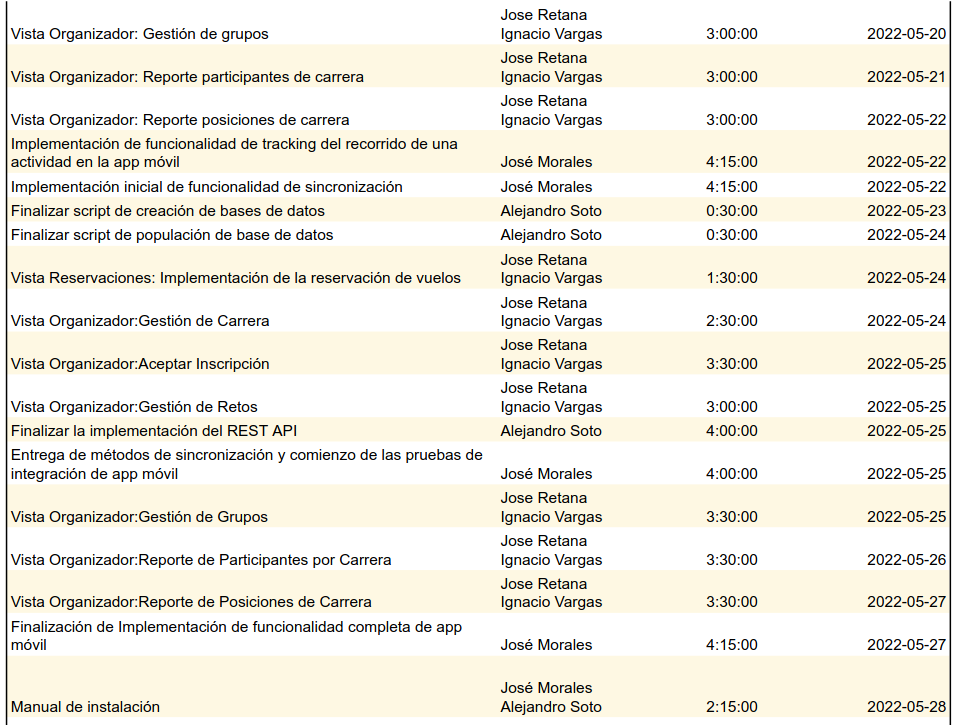 Jose Retana
Vista Organizador: Gestión de grupos Ignacio Vargas 3:00:00 2022-05-20
Jose Retana
Vista Organizador: Reporte participantes de carrera Ignacio Vargas 3:00:00 2022-05-21
Jose Retana
Vista Organizador: Reporte posiciones de carrera Ignacio Vargas 3:00:00 2022-05-22
Implementación de funcionalidad de tracking del recorrido de una
actividad en la app móvil José Morales 4:15:00 2022-05-22
Implementación inicial de funcionalidad de sincronización José Morales 4:15:00 2022-05-22
Finalizar script de creación de bases de datos Alejandro Soto 0:30:00 2022-05-23
Finalizar script de populación de base de datos Alejandro Soto 0:30:00 2022-05-24
Jose Retana
Vista Reservaciones: Implementación de la reservación de vuelos Ignacio Vargas 1:30:00 2022-05-24
Jose Retana
Vista Organizador:Gestión de Carrera Ignacio Vargas 2:30:00 2022-05-24
Jose Retana
Vista Organizador:Aceptar Inscripción Ignacio Vargas 3:30:00 2022-05-25
Jose Retana
Vista Organizador:Gestión de Retos Ignacio Vargas 3:00:00 2022-05-25
Finalizar la implementación del REST API Alejandro Soto 4:00:00 2022-05-25
Entrega de métodos de sincronización y comienzo de las pruebas de
integración de app móvil José Morales 4:00:00 2022-05-25
Jose Retana
Vista Organizador:Gestión de Grupos Ignacio Vargas 3:30:00 2022-05-25
Jose Retana
Vista Organizador:Reporte de Participantes por Carrera Ignacio Vargas 3:30:00 2022-05-26
Jose Retana
Vista Organizador:Reporte de Posiciones de Carrera Ignacio Vargas 3:30:00 2022-05-27
Finalización de Implementación de funcionalidad completa de app
móvil José Morales 4:15:00 2022-05-27
José Morales
Manual de instalación Alejandro Soto 2:15:00 2022-05-28